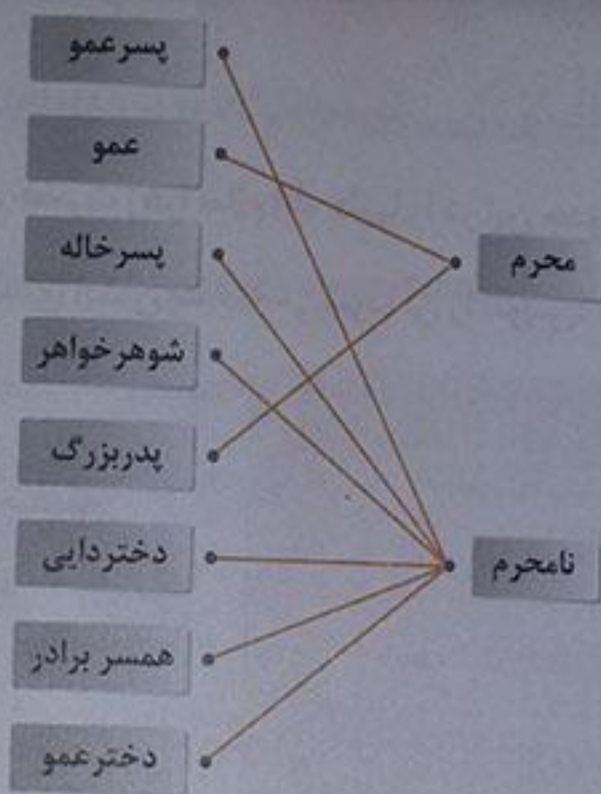 پسرعمو
عمو
پسرخاله
شوهرخواهر
پدربزرگ
دختردایی
همسر برادر
دخترعمو
محرم
نامحرم